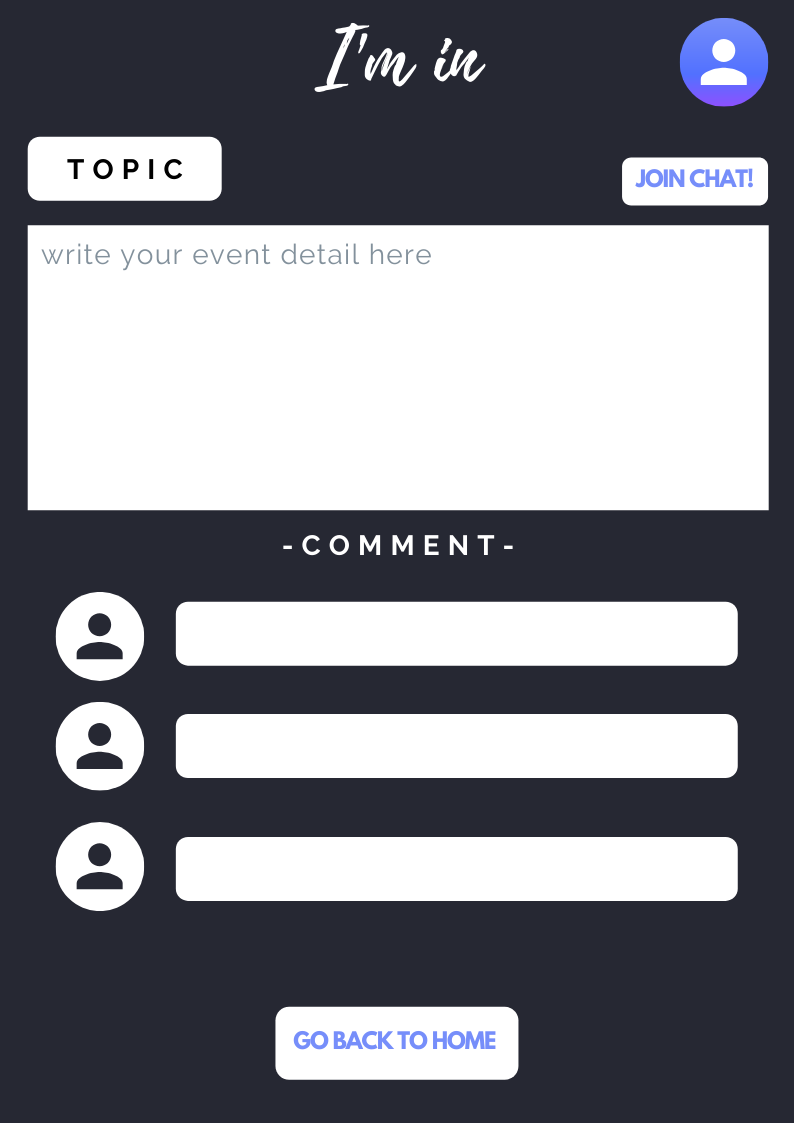 I'm in
TOPIC
JOIN CHAT!
write your event detail here
-COMMENT-
GO BACK TO HOME